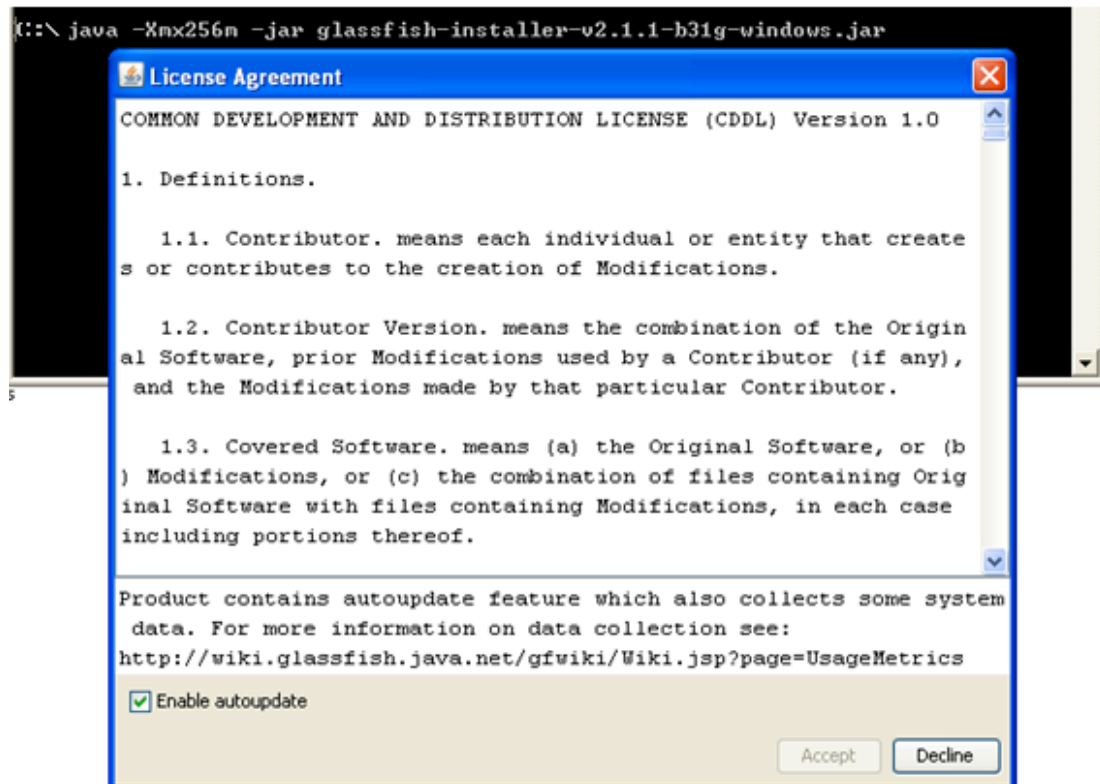 C::\ java -Xmx256m -jar glassfish-installer-v2.1.1-b31g-windows.jar
License Agreement
COMMON DEVELOPMENT AND DISTRIBUTION LICENSE (CDDL) Version 1.0
1. Definitions.
1.1. Contributor. means each individual or entity that create
s or contributes to the creation of Modifications.
1.2. Contributor Version. means the combination of the Origin
al Software, prior Modifications used by a Contributor (if any),
and the Modifications made by that particular Contributor.
1.3. Covered Software. means (a) the Original Software, or (b
) Modifications, or (c) the combination of files containing Orig
inal Software with files containing Modifications, in each case
including portions thereof.
Product contains autoupdate feature which also collects some system
data. For more information on data collection see:
http://wiki.glassfish.java.net/gfwiki/Wiki.jsp?page=UsageMetrics
Enable autoupdate
Accept
Decline